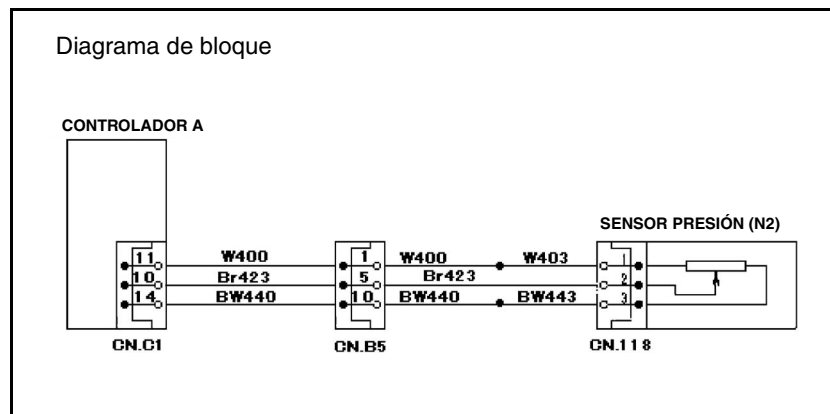 Diagrama de bloque
CONTROLADOR A
SENSOR PRESIÓN (N2)
11 W400 1 W400 W403 1
10 Br423 5 Br423 2
14 BW440 10 BW440 BW443 3
CN.C1 CN.B5 CN.118